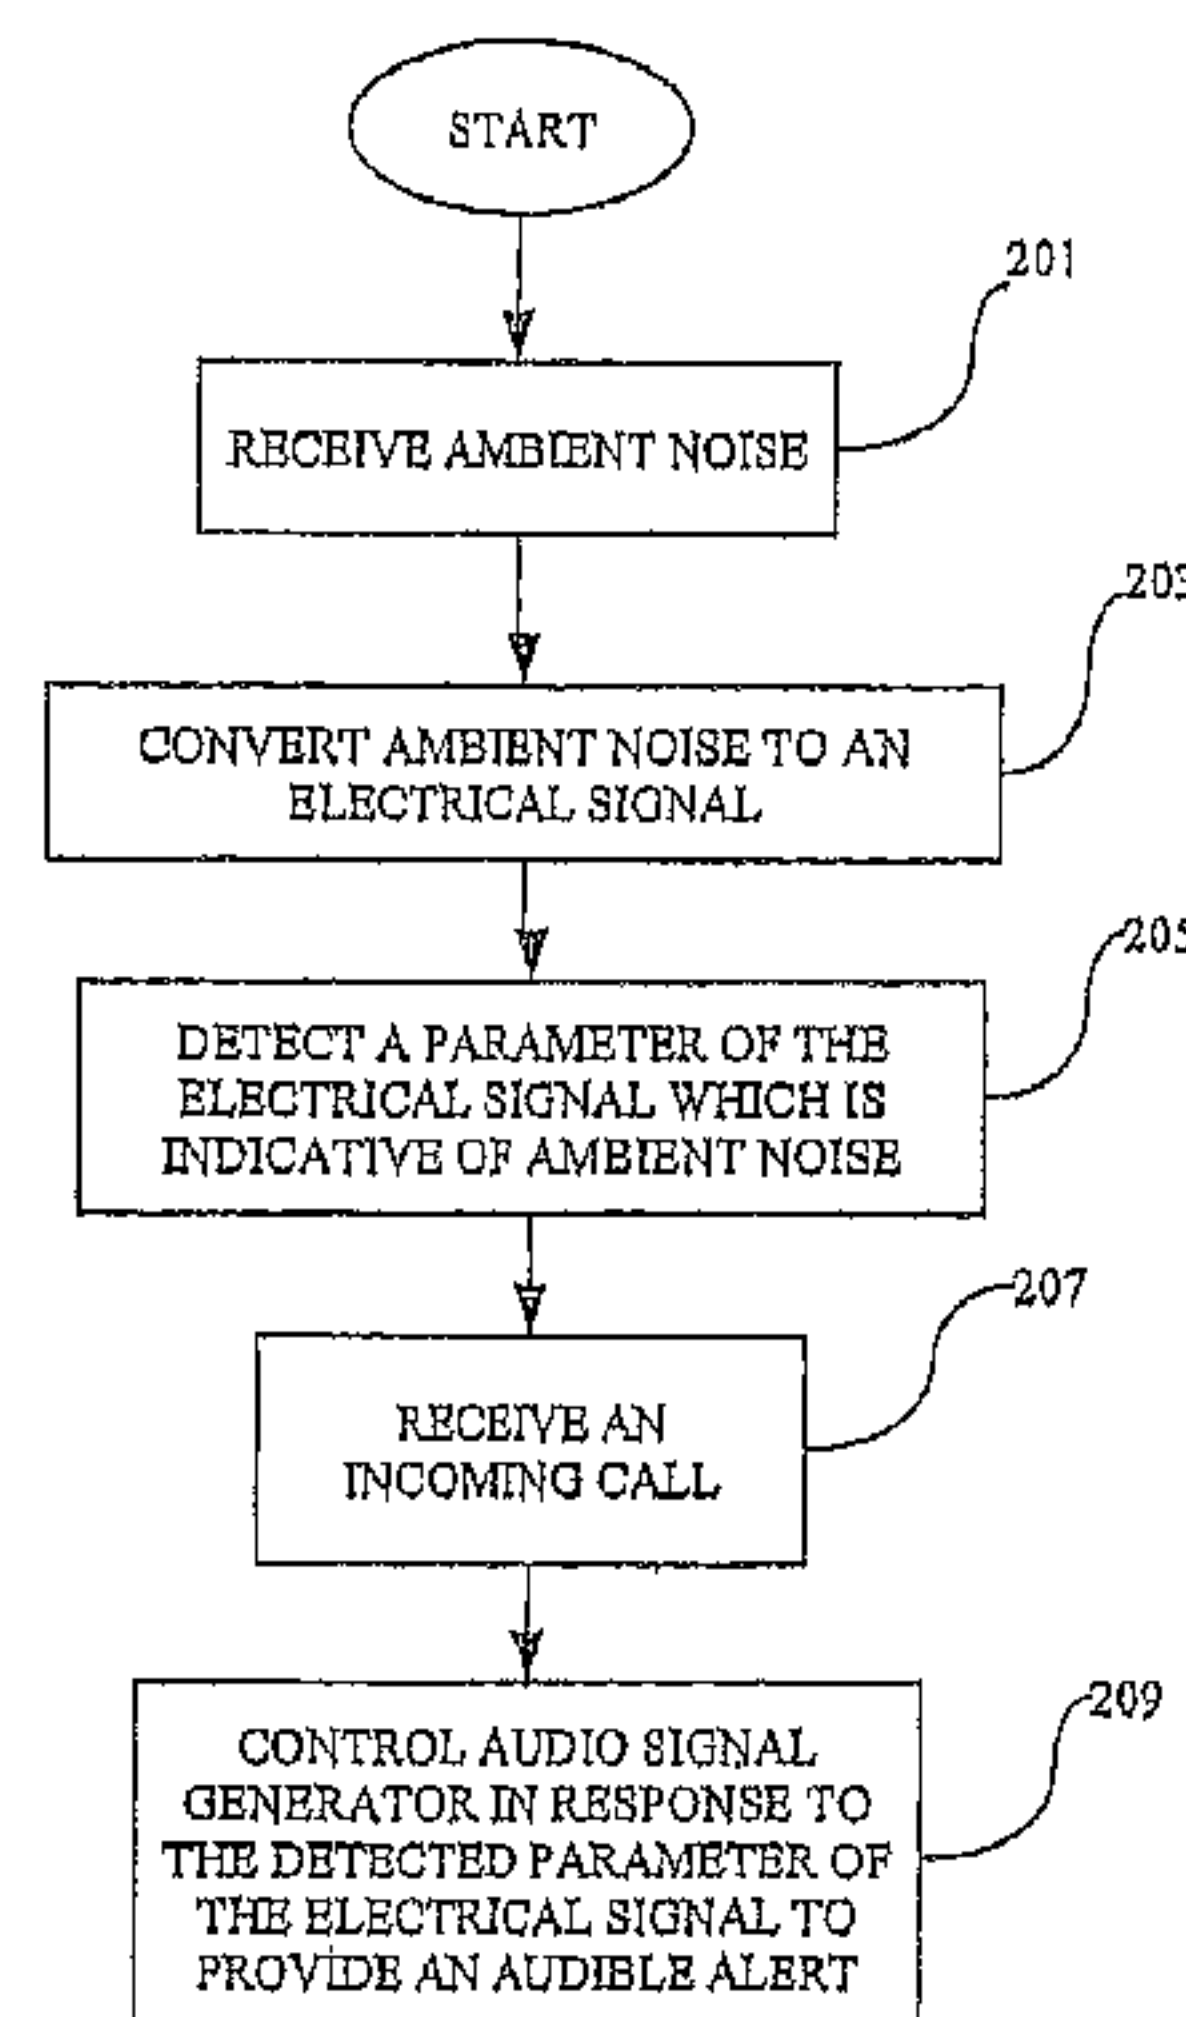 START
201
RECEIVE AMBIENT NOISE
203
CONVERT AMBIENT NOISE TO AN
ELECTRICAL SIGNAL
205
DETECT A PARAMETER OF THE
ELECTRICAL SIGNAL WHICH IS
INDICATIVE OF AMBIENT NOISE
207
RECEIVE AN
INCOMING CALL
209
CONTROL AUDIO SIGNAL
GENERATOR IN RESPONSE TO
THE DETECTED PARAMETER OF
THE ELECTRICAL SIGNAL TO
PROVIDE AN AUDIBLE ALERT